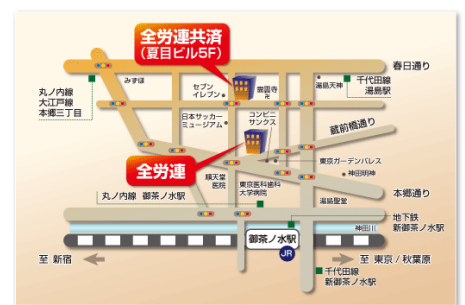 全労連共済
(夏目ビル5F)
春日通り
みずほ
セブン
イレブン
霊雲寺
卍
湯島天神
千代田線
湯島駅
丸ノ内線
大江戸線
本郷三丁目
日本サッカー
ミュージアム
コンビニ
サンクス
蔵前橋通り
全労連
東京ガーデンパレス
順天堂
医院
神田明神
東京医科歯科
大学病院
本郷通り
丸ノ内線 御茶ノ水駅
湯島聖堂
地下鉄
新御茶ノ水駅
神田川
御茶ノ水駅
JR
至 新宿
至 東京/秋葉原
千代田線
新御茶ノ水駅